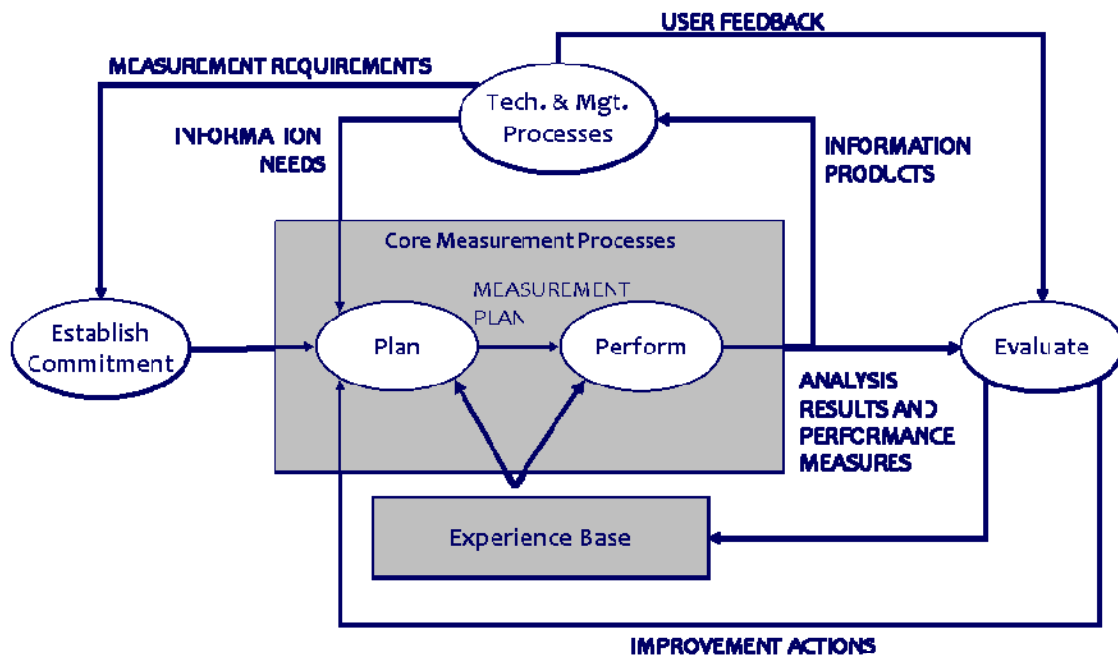 USER FEEDBACK
MEASUREMENT REQUIREMENTS
Tech. & Mgt.
Processes
INFORMATION
NEEDS
INFORMATION
PRODUCTS
Core Measurement Processes
MEASUREMENT
PLAN
Establish
Commitment
Plan
Perform
Evaluate
ANALYSIS
RESULTS AND
PERFORMANCE
MEASURES
Experience Base
IMPROVEMENT ACTIONS